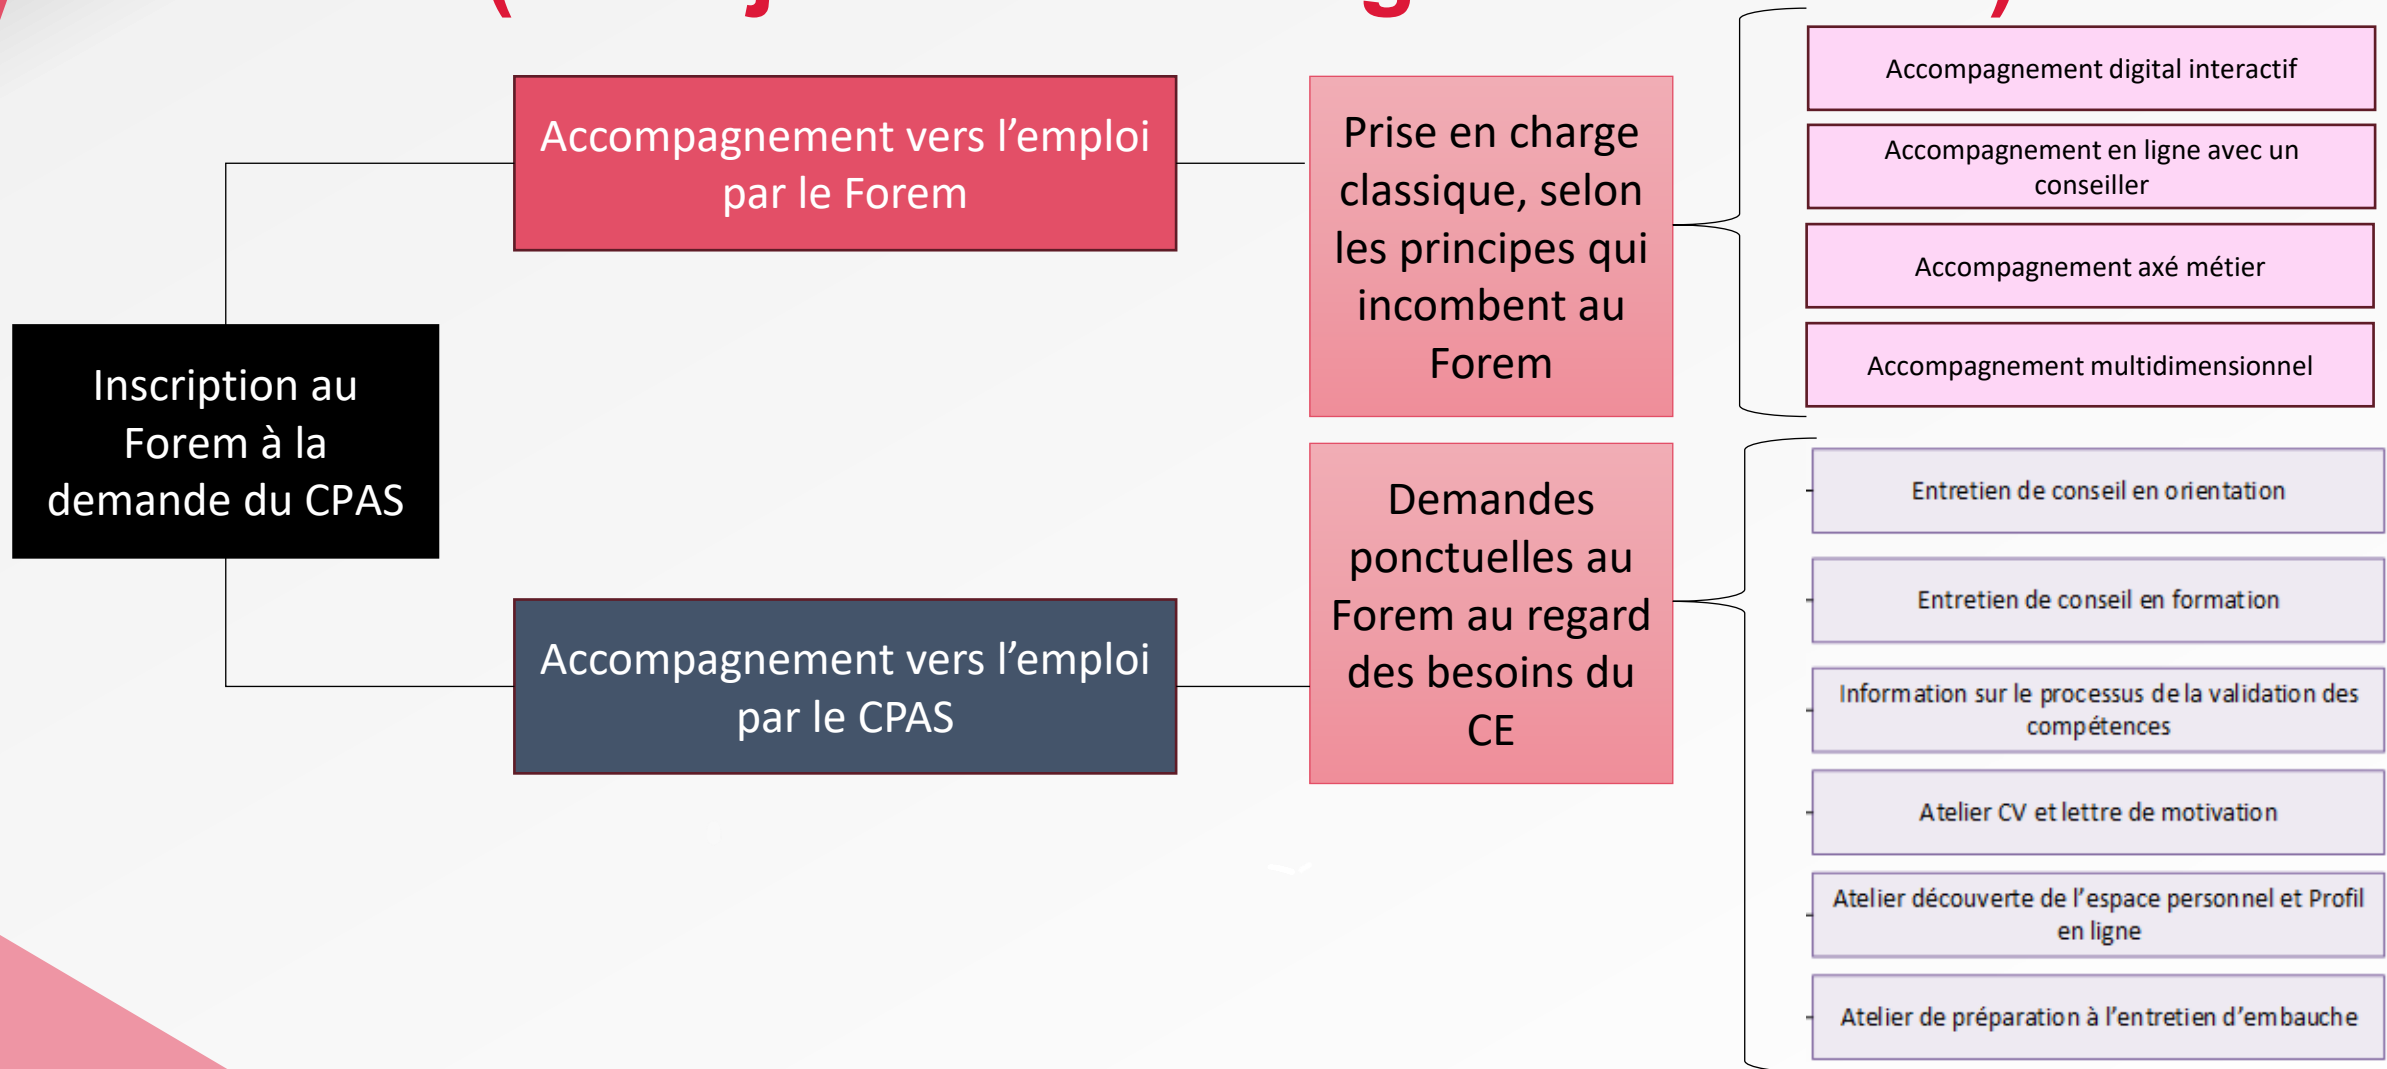 Inscription au
Forem à la
demande du CPAS
Accompagnement vers l’emploi
par le Forem
Prise en charge
classique, selon
les principes qui
incombent au
Forem
Accompagnement digital interactif
Accompagnement en ligne avec un
conseiller
Accompagnement axé métier
Accompagnement multidimensionnel
Accompagnement vers l’emploi
par le CPAS
Demandes
ponctuelles au
Forem au regard
des besoins du
CE
Entretien de conseil en orientation
Entretien de conseil en formation
Information sur le processus de la validation des
compétences
Atelier CV et lettre de motivation
Atelier découverte de l’espace personnel et Profil
en ligne
Atelier de préparation à l’entretien d’embauche